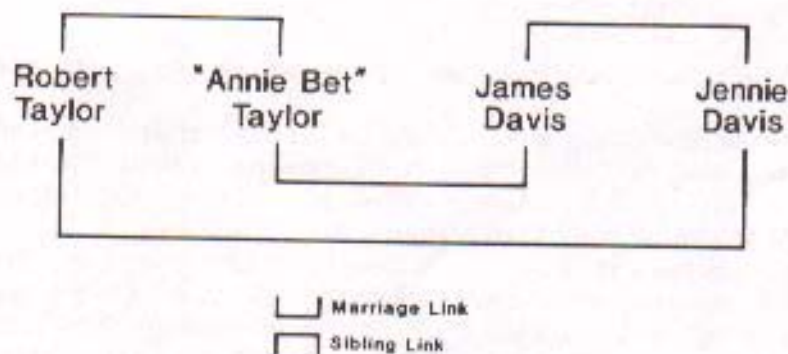 Robert
Taylor
"Annie Bet"
Taylor
James
Davis
Jennie
Davis
Marriage Link
Sibling Link